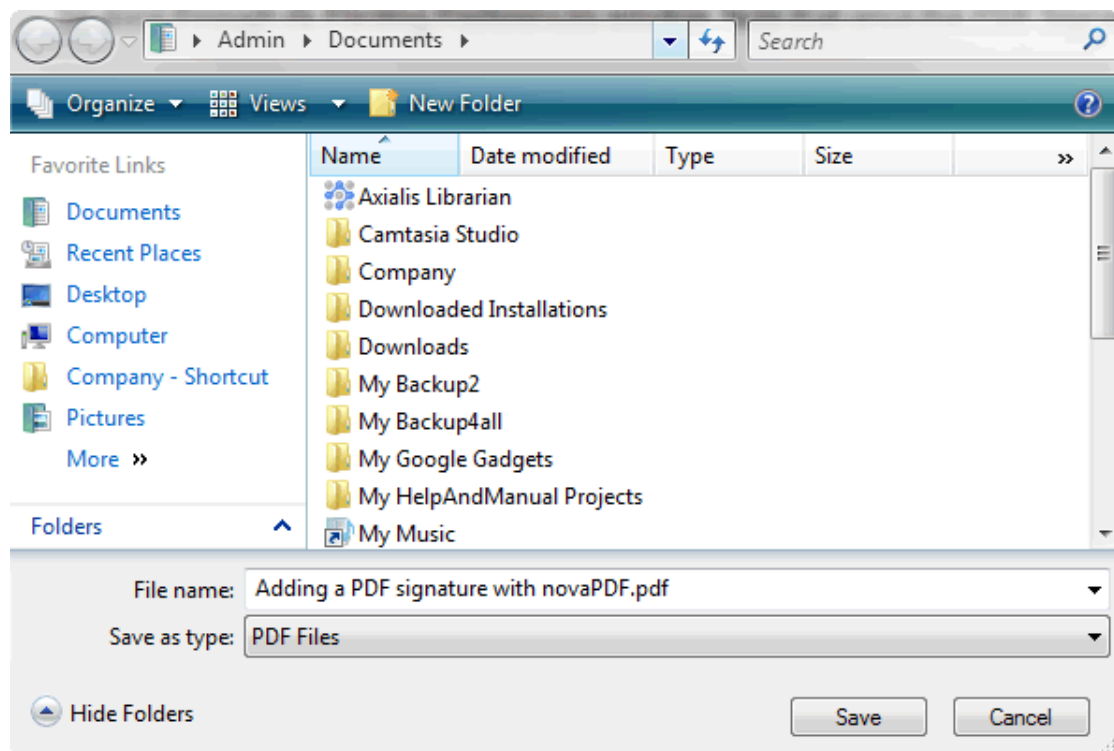 Admin Documents Search
Organize Views New Folder
Favorite Links
Documents
Recent Places
Desktop
Computer
Company - Shortcut
Pictures
More »
Folders
Name Date modified Type Size »
Axialis Librarian
Camtasia Studio
Company
Downloaded Installations
Downloads
My Backup2
My Backup4all
My Google Gadgets
My HelpAndManual Projects
My Music
File name: Adding a PDF signature with novaPDF.pdf
Save as type: PDF Files
Hide Folders Save Cancel